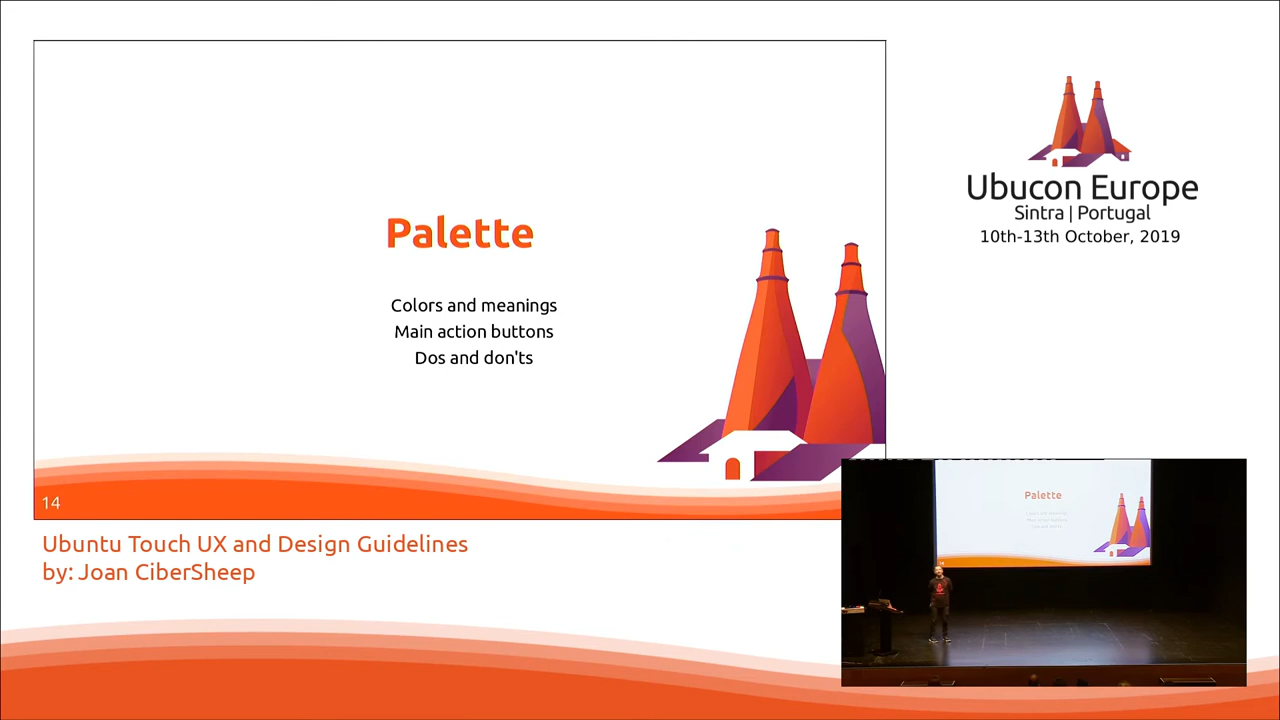 Palette
Colors and meanings
Main action buttons
Dos and don'ts
14
Ubuntu Touch UX and Design Guidelines
by: Joan CiberSheep
Ubucon Europe
Sintra | Portugal
10th-13th October, 2019
Palette